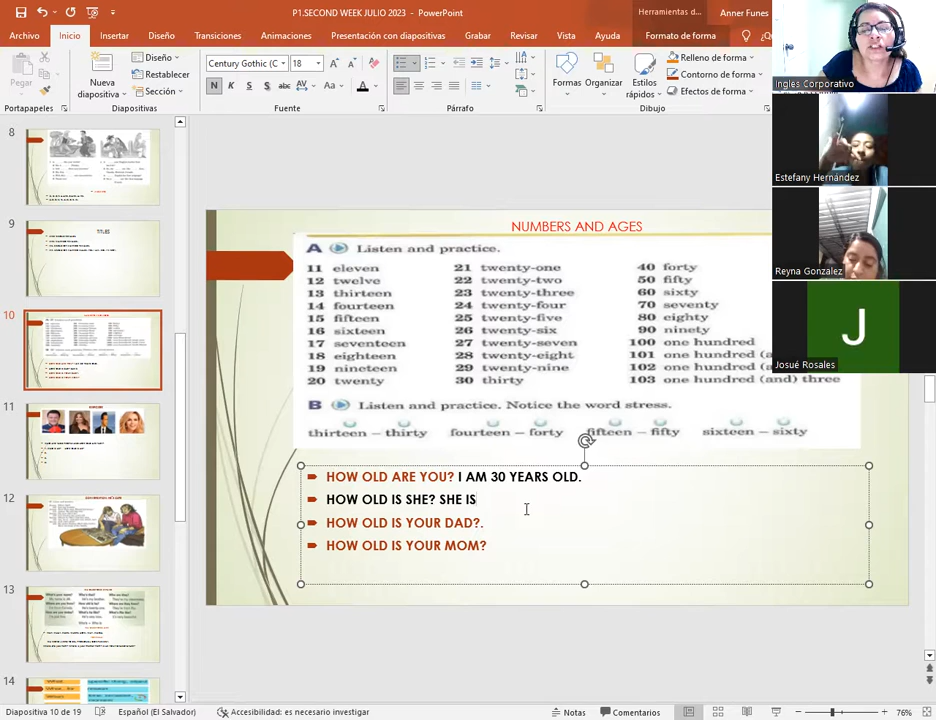 P1.SECOND WEEK JULIO 2023 - PowerPoint
Herramientas d...
Anner Funes
Archivo
Inicio
Insertar
Diseño
Transiciones
Animaciones
Presentación con diapositivas
Grabar
Revisar
Vista
Ayuda
Formato de forma
Pegar
Nueva
diapositiva
Diseño
Restablecer
Sección
Century Gothic (C
18
N
K
S
Aa
A
Formas
Organizar
Estilos
rápidos
Relleno de forma
Contorno de forma
Efectos de forma
Portapapeles
Diapositivas
Fuente
Párrafo
Dibujo
Ingles Corporativo
Estefany Hernández
Reyna Gonzalez
J
Josué Rosales
8
9
10
11
12
13
14
NUMBERS AND AGES
A Listen and practice.
11 eleven 21 twenty-one 40 forty
12 twelve 22 twenty-two 50 fifty
13 thirteen 23 twenty-three 60 sixty
14 fourteen 24 twenty-four 70 seventy
15 fifteen 25 twenty-five 80 eighty
16 sixteen 26 twenty-six 90 ninety
17 seventeen 27 twenty-seven 100 one hundred
18 eighteen 28 twenty-eight 101 one hundred (a
19 nineteen 29 twenty-nine 102 one hundred (a
20 twenty 30 thirty 103 one hundred (and) three
B Listen and practice. Notice the word stress.
thirteen – thirty fourteen – forty fifteen – fifty sixteen – sixty
HOW OLD ARE YOU? I AM 30 YEARS OLD.
HOW OLD IS SHE? SHE IS
HOW OLD IS YOUR DAD?.
HOW OLD IS YOUR MOM?
Diapositiva 10 de 19
Español (El Salvador)
Accesibilidad: es necesario investigar
Notas
Comentarios
76%